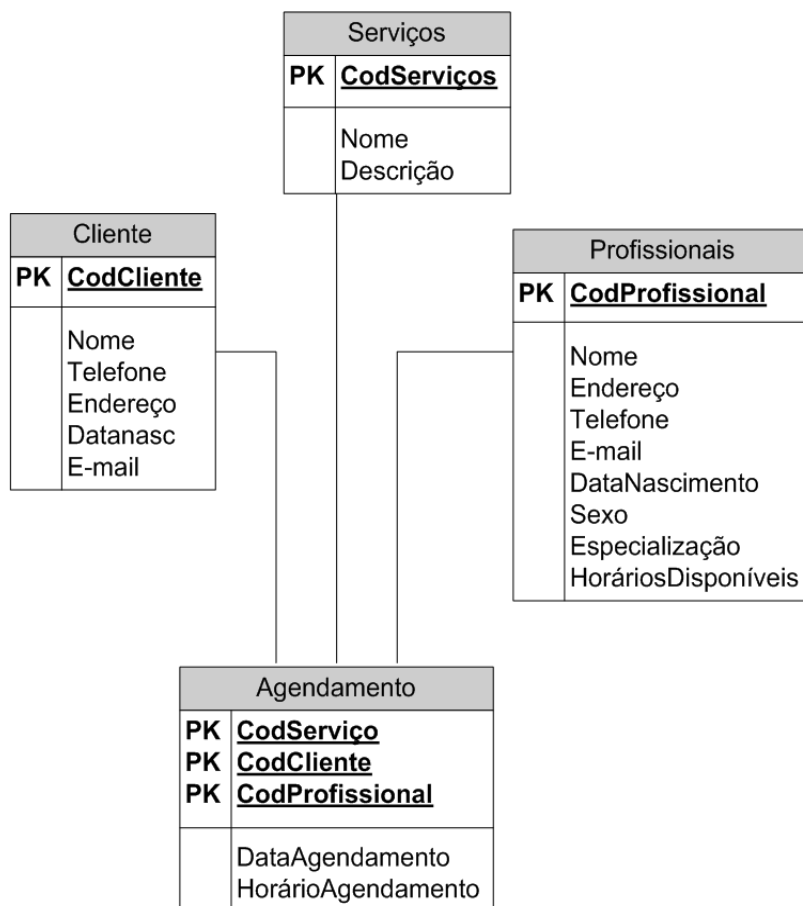 Serviços
PK CodServiços
Nome
Descrição
Cliente
PK CodCliente
Nome
Telefone
Endereço
Datanasc
E-mail
Profissionais
PK CodProfissional
Nome
Endereço
Telefone
E-mail
DataNascimento
Sexo
Especialização
HoráriosDisponíveis
Agendamento
PK CodServiço
PK CodCliente
PK CodProfissional
DataAgendamento
HorárioAgendamento